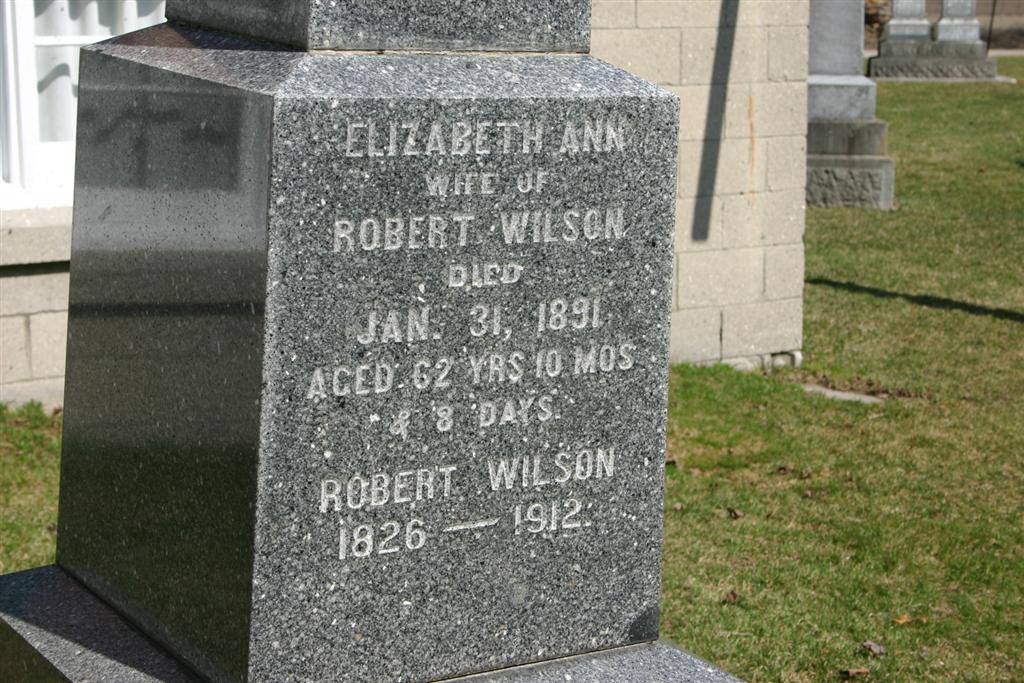 ELIZABETH ANN
WIFE OF
ROBERT WILSON
DIED
JAN. 31, 1891.
AGED 62 YRS 10 MOS
& 8 DAYS.
ROBERT WILSON
1826 — 1912.